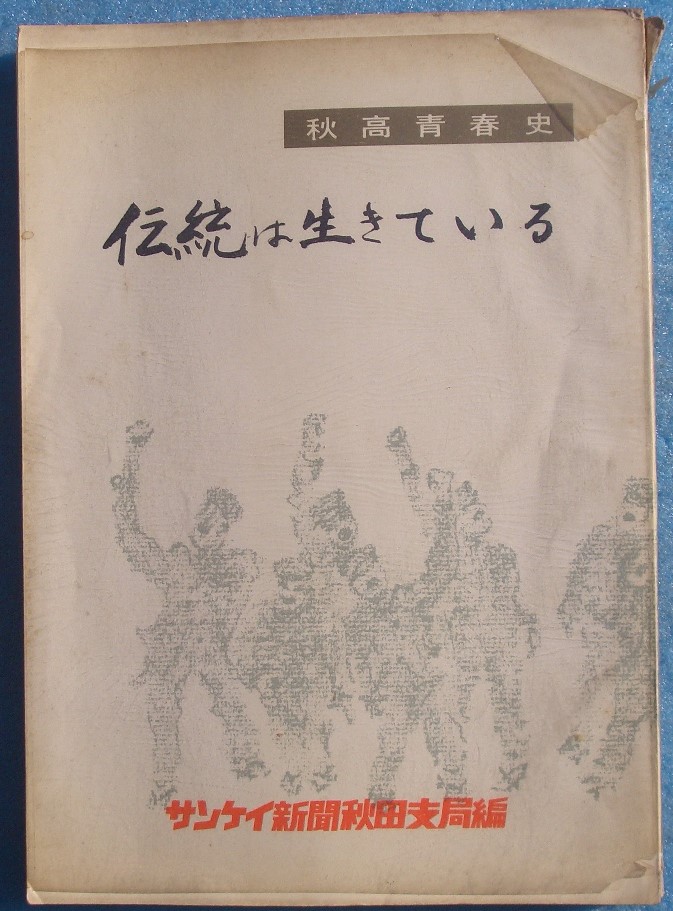 秋高青春史
伝統は生きている
サンケイ新聞秋田支局編